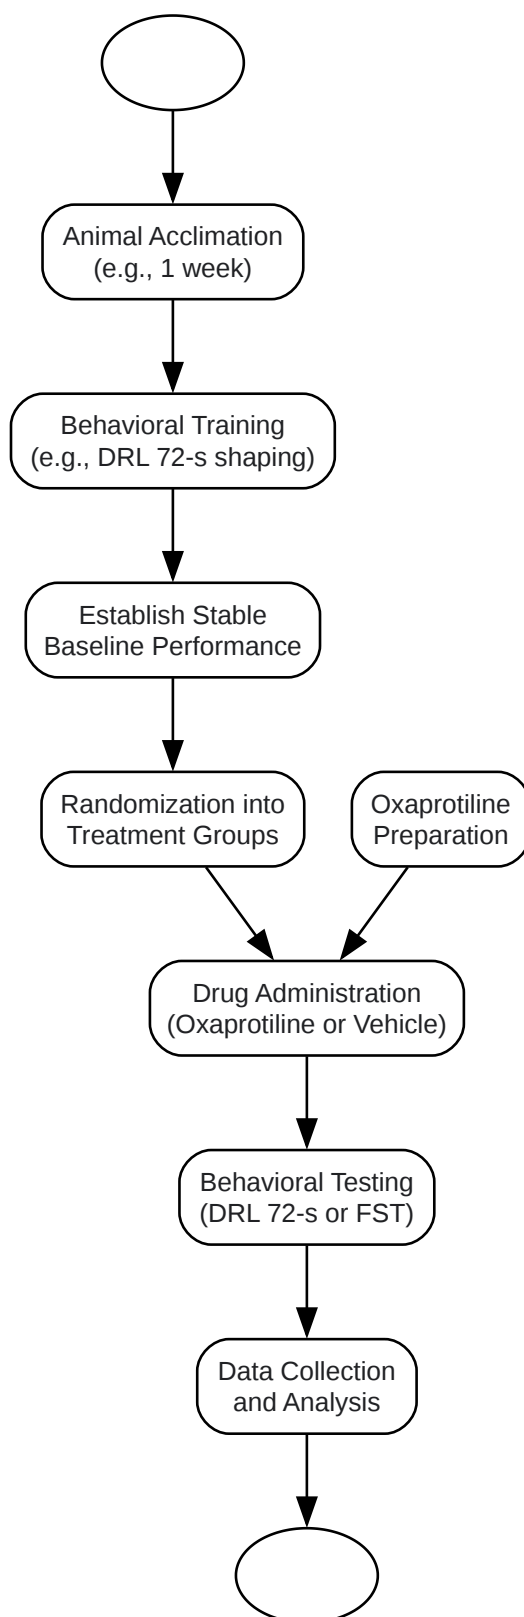 Animal Acclimation
(e.g., 1 week)
Behavioral Training
(e.g., DRL 72-s shaping)
Establish Stable
Baseline Performance
Randomization into
Treatment Groups
Oxaprotiline
Preparation
Drug Administration
(Oxaprotiline or Vehicle)
Behavioral Testing
(DRL 72-s or FST)
Data Collection
and Analysis